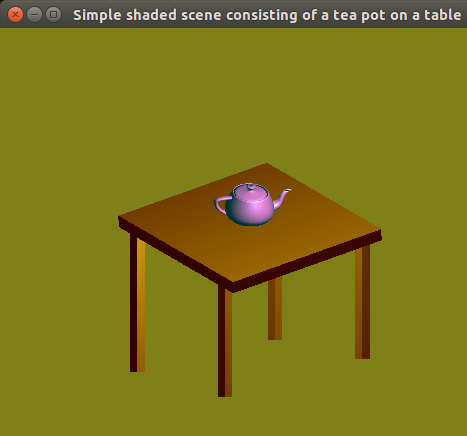 Simple shaded scene consisting of a tea pot on a table